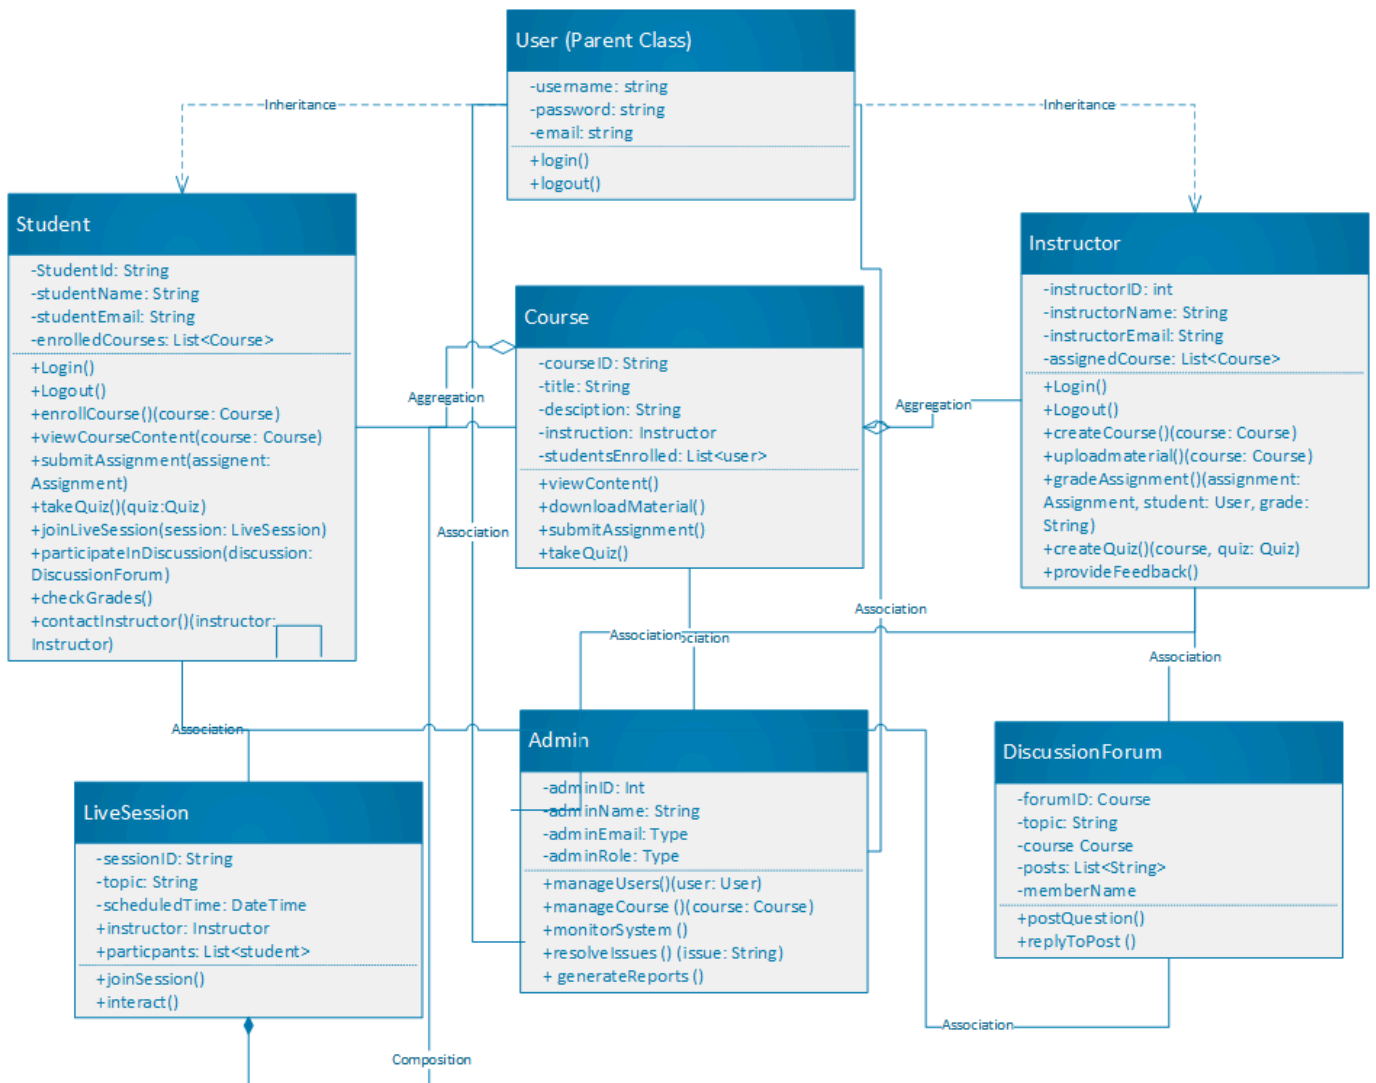 User (Parent Class)
-username: string
-password: string
-email: string
+login()
+logout()
Inheritance
Inheritance
Student
-StudentId: String
-studentName: String
-studentEmail: String
-enrolledCourses: List<Course>
+Login()
+Logout()
+enrollCourse()(course: Course)
+viewCourseContent(course: Course)
+submitAssignment(assignent:
Assignment)
+takeQuiz()(quiz:Quiz)
+joinLiveSession(session: LiveSession)
+participateInDiscussion(discussion:
DiscussionForum)
+checkGrades()
+contactInstructor()(instructor:
Instructor)
Aggregation
Association
Course
-courseID: String
-title: String
-desciption: String
-instruction: Instructor
-studentsEnrolled: List<user>
+viewContent()
+downloadMaterial()
+submitAssignment()
+takeQuiz()
Aggregation
Instructor
-instructorID: int
-instructorName: String
-instructorEmail: String
-assignedCourse: List<Course>
+Login()
+Logout()
+createCourse()(course: Course)
+uploadmaterial()(course: Course)
+gradeAssignment()(assignment:
Assignment, student: User, grade:
String)
+createQuiz()(course, quiz: Quiz)
+provideFeedback()
Association
Association
ciation
Association
Association
LiveSession
-sessionID: String
-topic: String
-scheduledTime: DateTime
+instructor: Instructor
+particpants: List<student>
+joinSession()
+interact()
Admin
-adminID: Int
-adminName: String
-adminEmail: Type
-adminRole: Type
+manageUsers()(user: User)
+manageCourse ()(course: Course)
+monitorSystem ()
+resolveIssues () (issue: String)
+ generateReports ()
DiscussionForum
-forumID: Course
-topic: String
-course Course
-posts: List<String>
-memberName
+postQuestion()
+replyToPost ()
Association
Composition